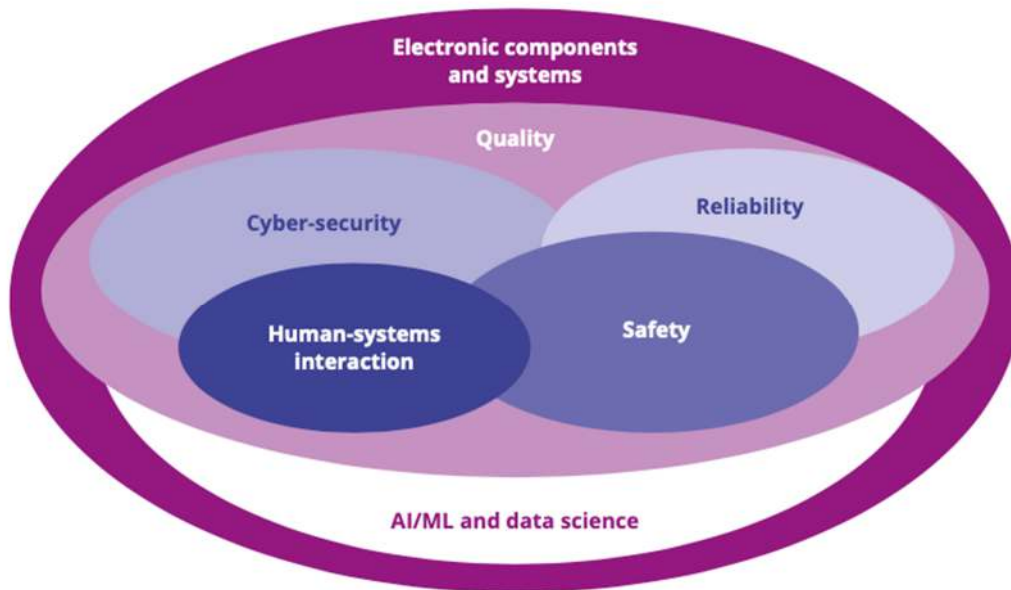 Electronic components
and systems
Quality
Cyber-security
Reliability
Human-systems
interaction
Safety
AI/ML and data science